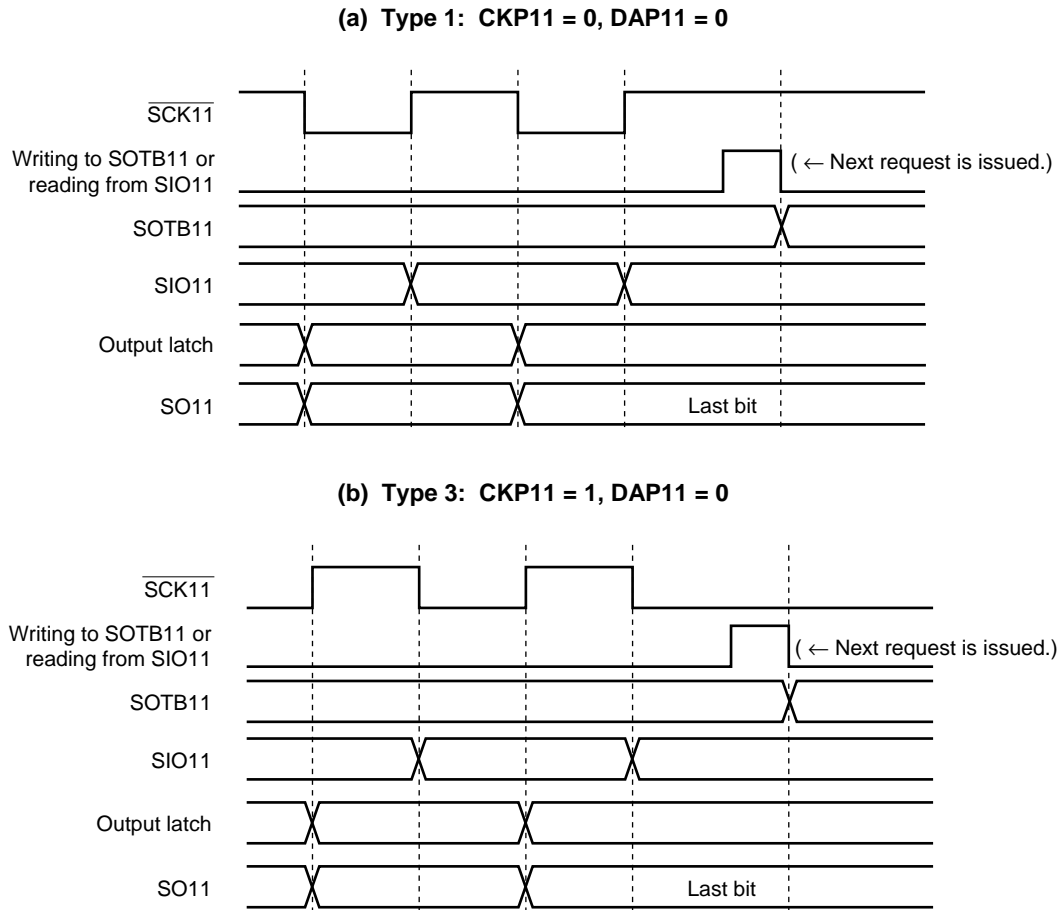 (a) Type 1: CKP11 = 0, DAP11 = 0
SCK11
Writing to SOTB11 or
reading from SIO11
( ← Next request is issued.)
SOTB11
SIO11
Output latch
SO11
Last bit
(b) Type 3: CKP11 = 1, DAP11 = 0
SCK11
Writing to SOTB11 or
reading from SIO11
( ← Next request is issued.)
SOTB11
SIO11
Output latch
SO11
Last bit